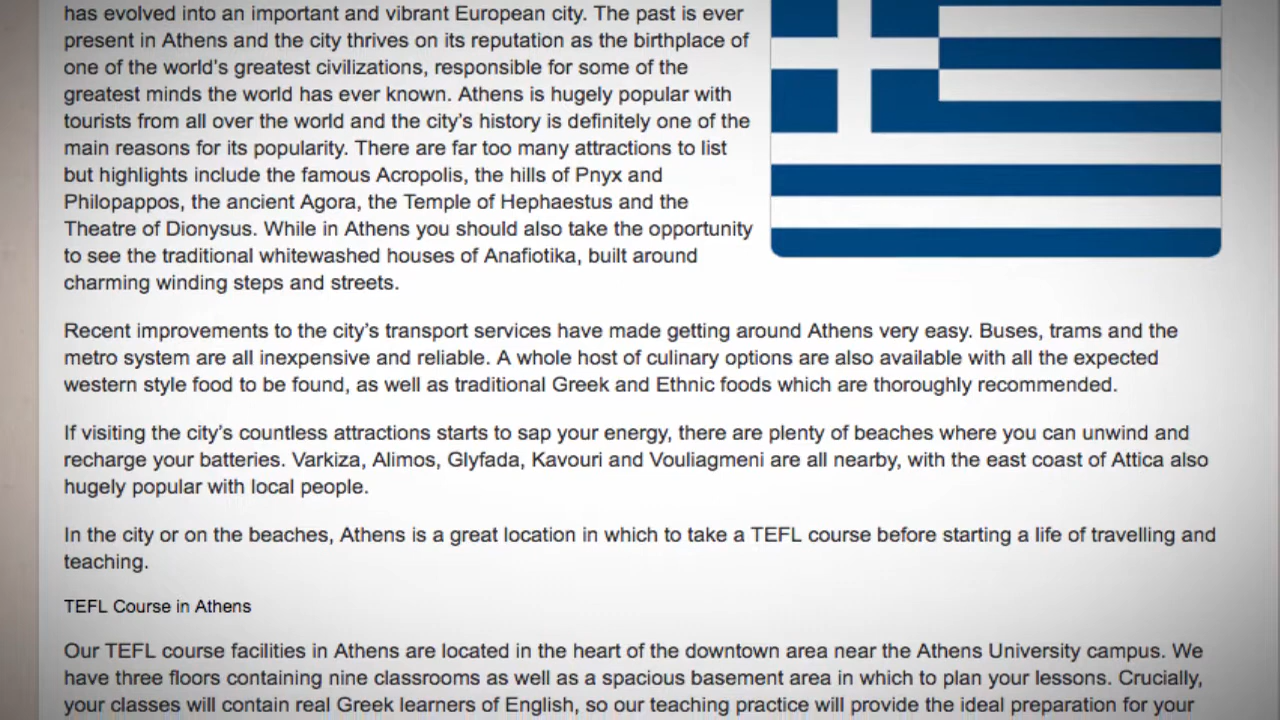 has evolved into an important and vibrant European city. The past is ever
present in Athens and the city thrives on its reputation as the birthplace of
one of the world's greatest civilizations, responsible for some of the
greatest minds the world has ever known. Athens is hugely popular with
tourists from all over the world and the city's history is definitely one of the
main reasons for its popularity. There are far too many attractions to list
but highlights include the famous Acropolis, the hills of Pnyx and
Philopappos, the ancient Agora, the Temple of Hephaestus and the
Theatre of Dionysus. While in Athens you should also take the opportunity
to see the traditional whitewashed houses of Anafiotika, built around
charming winding steps and streets.
Recent improvements to the city's transport services have made getting around Athens very easy. Buses, trams and the
metro system are all inexpensive and reliable. A whole host of culinary options are also available with all the expected
western style food to be found, as well as traditional Greek and Ethnic foods which are thoroughly recommended.
If visiting the city's countless attractions starts to sap your energy, there are plenty of beaches where you can unwind and
recharge your batteries. Varkiza, Alimos, Glyfada, Kavouri and Vouliagmeni are all nearby, with the east coast of Attica also
hugely popular with local people.
In the city or on the beaches, Athens is a great location in which to take a TEFL course before starting a life of travelling and
teaching.
TEFL Course in Athens
Our TEFL course facilities in Athens are located in the heart of the downtown area near the Athens University campus. We
have three floors containing nine classrooms as well as a spacious basement area in which to plan your lessons. Crucially,
your classes will contain real Greek learners of English, so our teaching practice will provide the ideal preparation for your